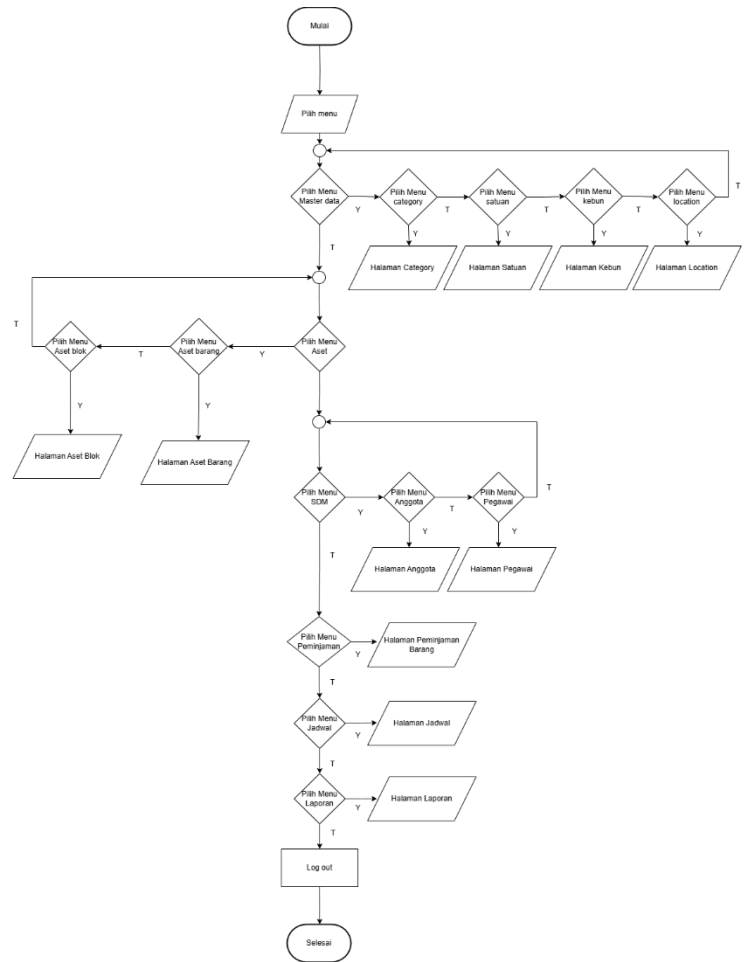 Mulai
Pilih menu
Pilih Menu
Master data
Y
Pilih Menu
category
T
Pilih Menu
satuan
T
Pilih Menu
kebun
T
Pilih Menu
location
T
Y
Y
Y
Y
Halaman Category
Halaman Satuan
Halaman Kebun
Halaman Location
T
T
Pilih Menu
Aset blok
T
Pilih Menu
Aset barang
Y
Pilih Menu
Aset
Y
Y
Halaman Aset Blok
Halaman Aset Barang
T
Pilih Menu
SDM
Y
Pilih Menu
Anggota
T
Pilih Menu
Pegawai
T
Y
Y
Halaman Anggota
Halaman Pegawai
T
Pilih Menu
Peminjaman
Y
Halaman Peminjaman
Barang
T
Pilih Menu
Jadwal
Y
Halaman Jadwal
T
Pilih Menu
Laporan
Y
Halaman Laporan
T
Log out
Selesai